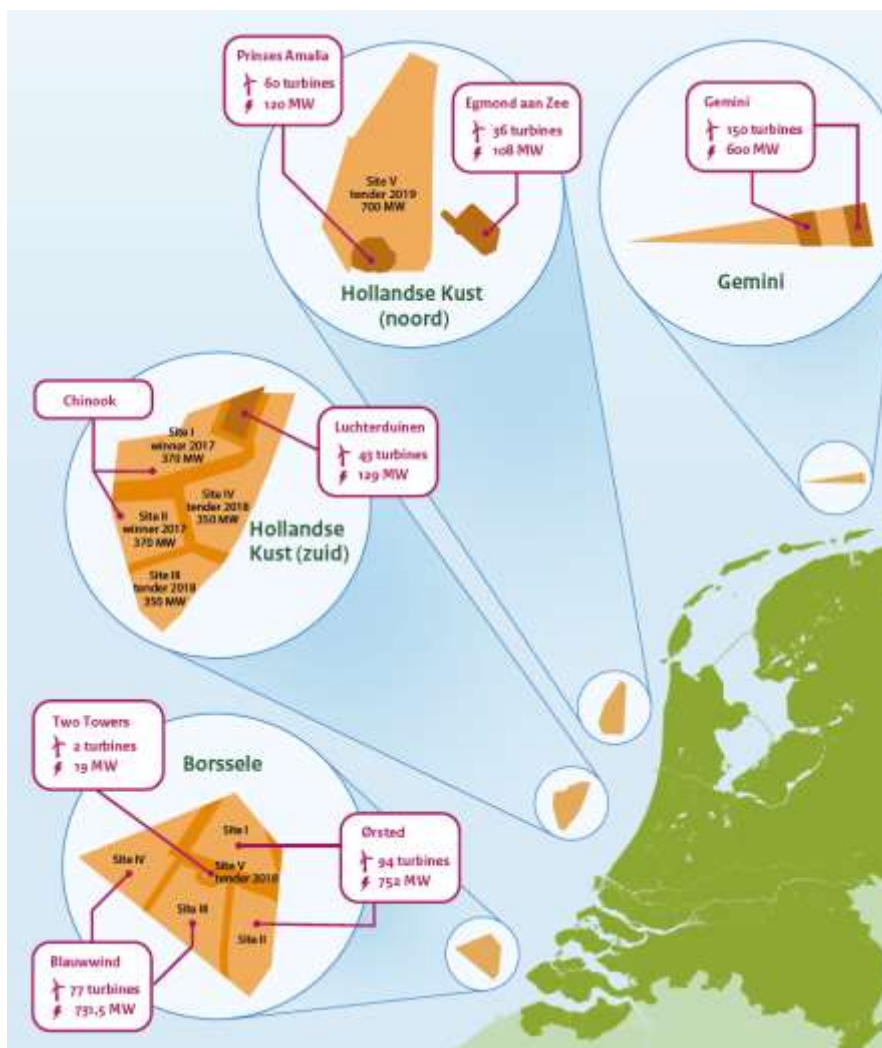 Prinses Amalia
60 turbines
120 MW
Egmond aan Zee
36 turbines
108 MW
Gemini
150 turbines
600 MW
Site V
tender 2019
700 MW
Hollandse Kust
(noord)
Gemini
Chinook
Site I
winner 2017
370 MW
Luchterduinen
43 turbines
129 MW
Site IV
tender 2018
350 MW
Site II
winner 2017
370 MW
Hollandse
Kust (zuid)
Site III
tender 2018
350 MW
Two Towers
2 turbines
19 MW
Borssele
Site I
Ørsted
94 turbines
752 MW
Site IV
Site V
tender 2018
Site III
Site II
Blauwwind
77 turbines
731,5 MW